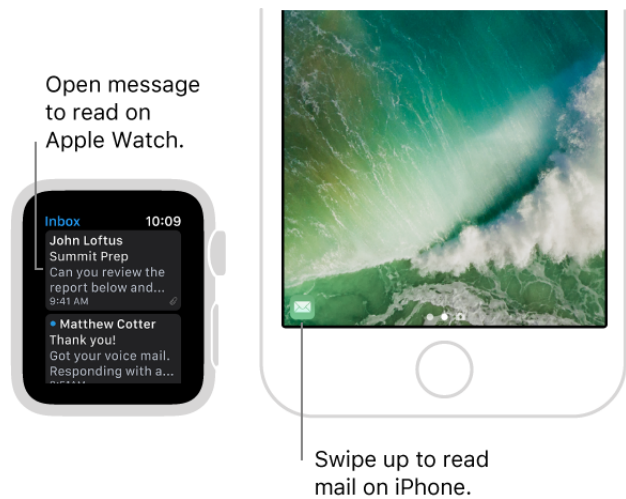 Open message
to read on
Apple Watch.
Inbox 10:09
John Loftus
Summit Prep
Can you review the
report below and...
9:41 AM
Matthew Cotter
Thank you!
Got your voice mail.
Responding with a...
Swipe up to read
mail on iPhone.